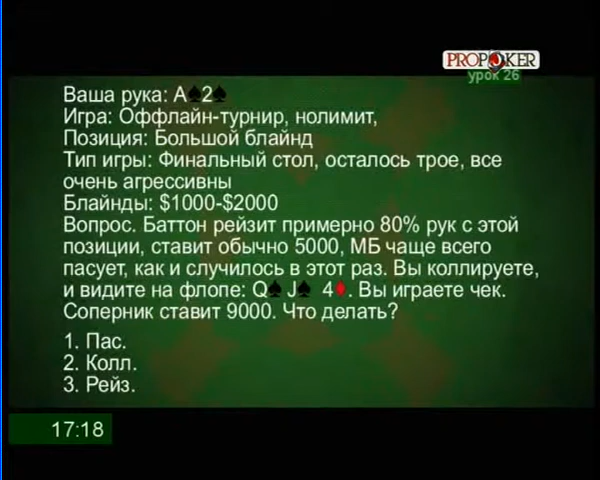 PROPOKER
урок 26
Ваша рука: А♠2♠
Игра: Оффлайн-турнир, нолимит,
Позиция: Большой блайнд
Тип игры: Финальный стол, осталось трое, все
очень агрессивны
Блайнды: $1000-$2000
Вопрос. Баттон рейзит примерно 80% рук с этой
позиции, ставит обычно 5000, МБ чаще всего
пасует, как и случилось в этот раз. Вы коллируете,
и видите на флопе: Q♠ J♠ 4♦. Вы играете чек.
Соперник ставит 9000. Что делать?
1. Пас.
2. Колл.
3. Рейз.
17:18